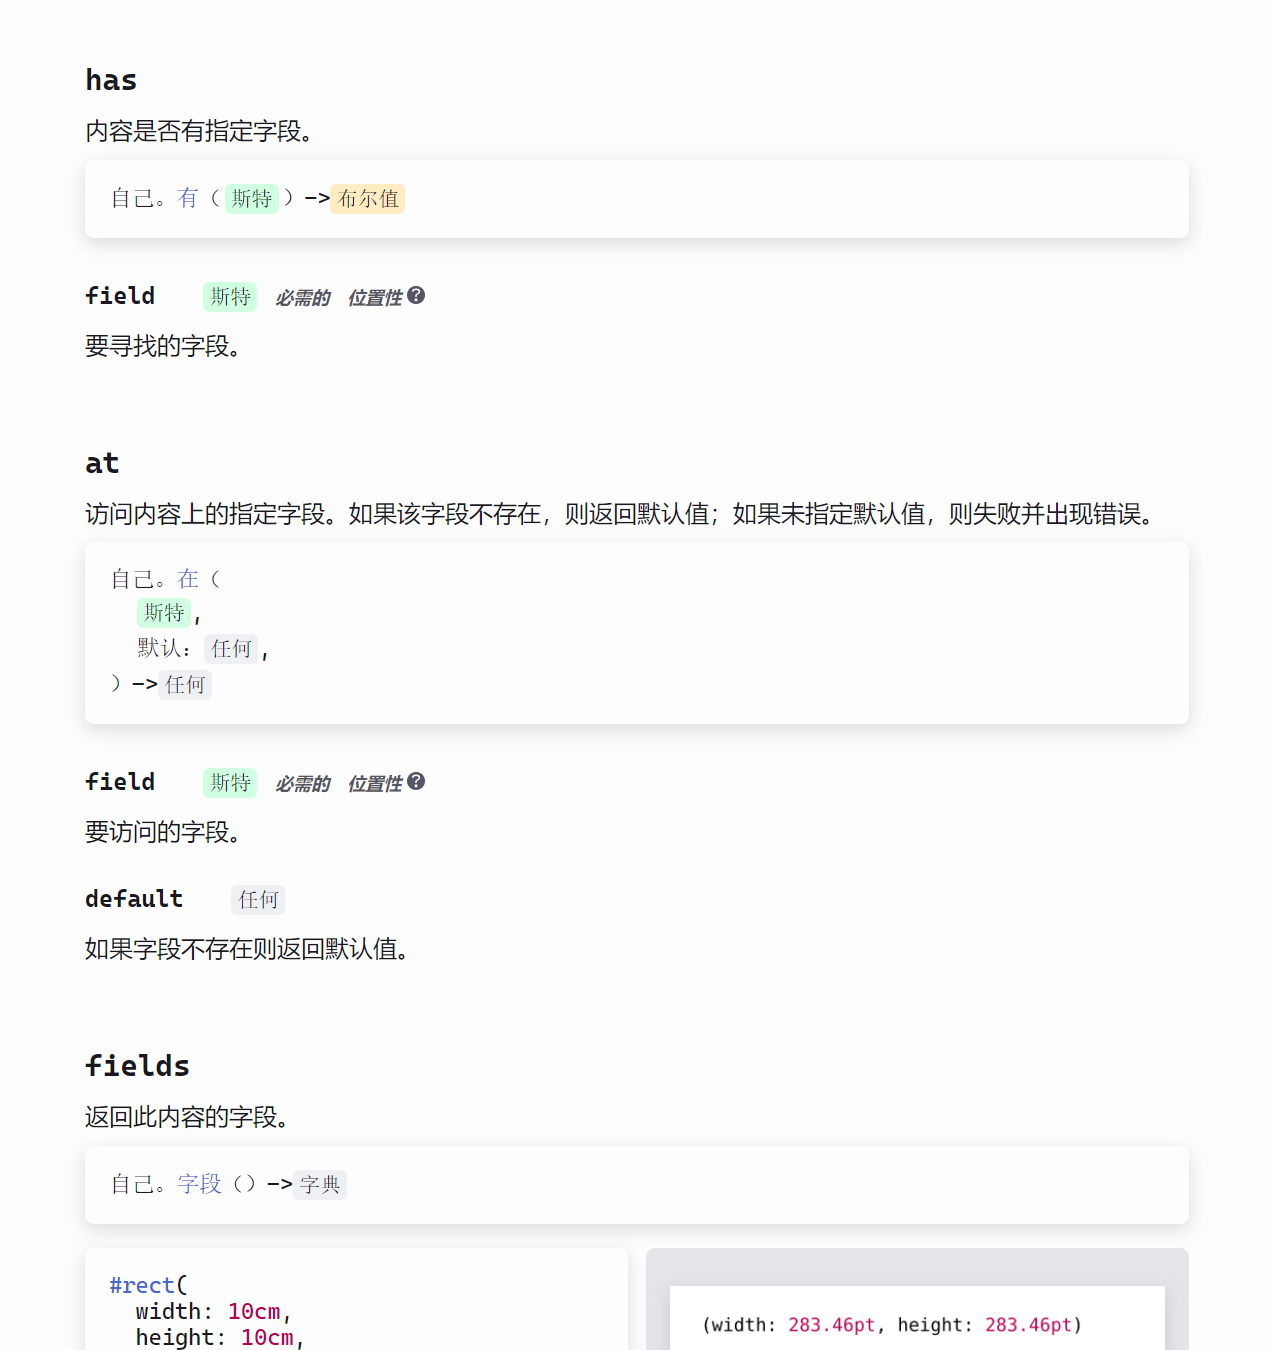 has
内容是否有指定字段。
自己。有（斯特）->布尔值
field 斯特 必需的 位置性?
要寻找的字段。
at
访问内容上的指定字段。如果该字段不存在，则返回默认值；如果未指定默认值，则失败并出现错误。
自己。在（
斯特,
默认：任何,
）->任何
field 斯特 必需的 位置性?
要访问的字段。
default 任何
如果字段不存在则返回默认值。
fields
返回此内容的字段。
自己。字段（）->字典
#rect(
width: 10cm,
height: 10cm,
(width: 283.46pt, height: 283.46pt)